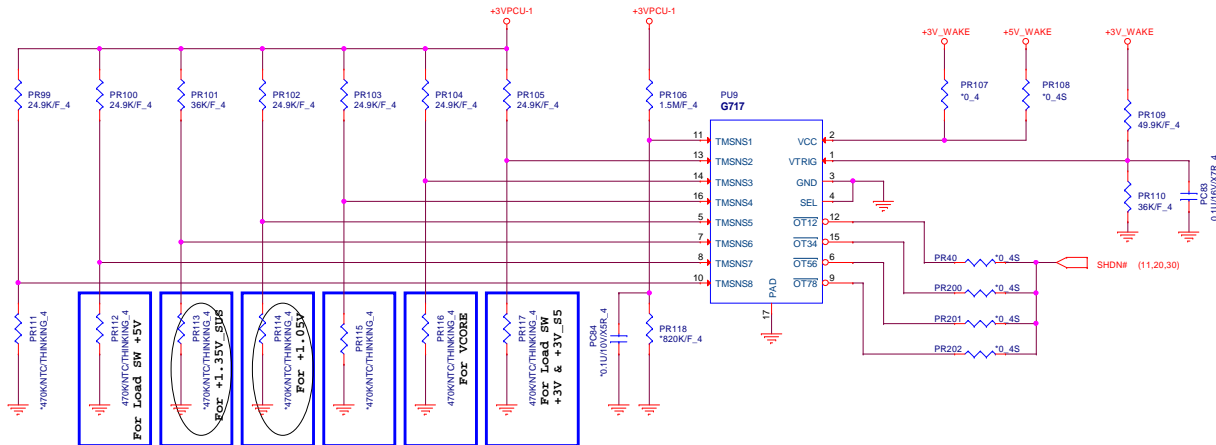 +3VPCU-1
+3VPCU-1
+3V_WAKE
+5V_WAKE
+3V_WAKE
PR99
24.9K/F_4
PR100
24.9K/F_4
PR101
36K/F_4
PR102
24.9K/F_4
PR103
24.9K/F_4
PR104
24.9K/F_4
PR105
24.9K/F_4
PR106
1.5M/F_4
PU9
G717
PR107
*0_4
PR108
*0_4S
PR109
49.9K/F_4
11 TMSNS1
13 TMSNS2
14 TMSNS3
16 TMSNS4
5 TMSNS5
7 TMSNS6
8 TMSNS7
10 TMSNS8
VCC 2
VTRIG 1
GND 3
SEL 4
OT12 12
OT34 15
OT56 6
OT78 9
PAD
17
PR110
36K/F_4
PC83
0.1U/16V/X7R_4
PR40 *0_4S
PR200 *0_4S
PR201 *0_4S
PR202 *0_4S
SHDN# (11,20,30)
PR111
*470K/NTC/THINKING_4
PR112
470K/NTC/THINKING_4
For Load SW +5V
PR113
*470K/NTC/THINKING_4
For +1.35V_SUS
PR114
*470K/NTC/THINKING_4
For +1.05V
PR115
*470K/NTC/THINKING_4
PR116
470K/NTC/THINKING_4
For VCORE
PR117
470K/NTC/THINKING_4
For Load SW
+3V & +3V_S5
PC84
*0.1U/10V/X5R_4
PR118
*820K/F_4